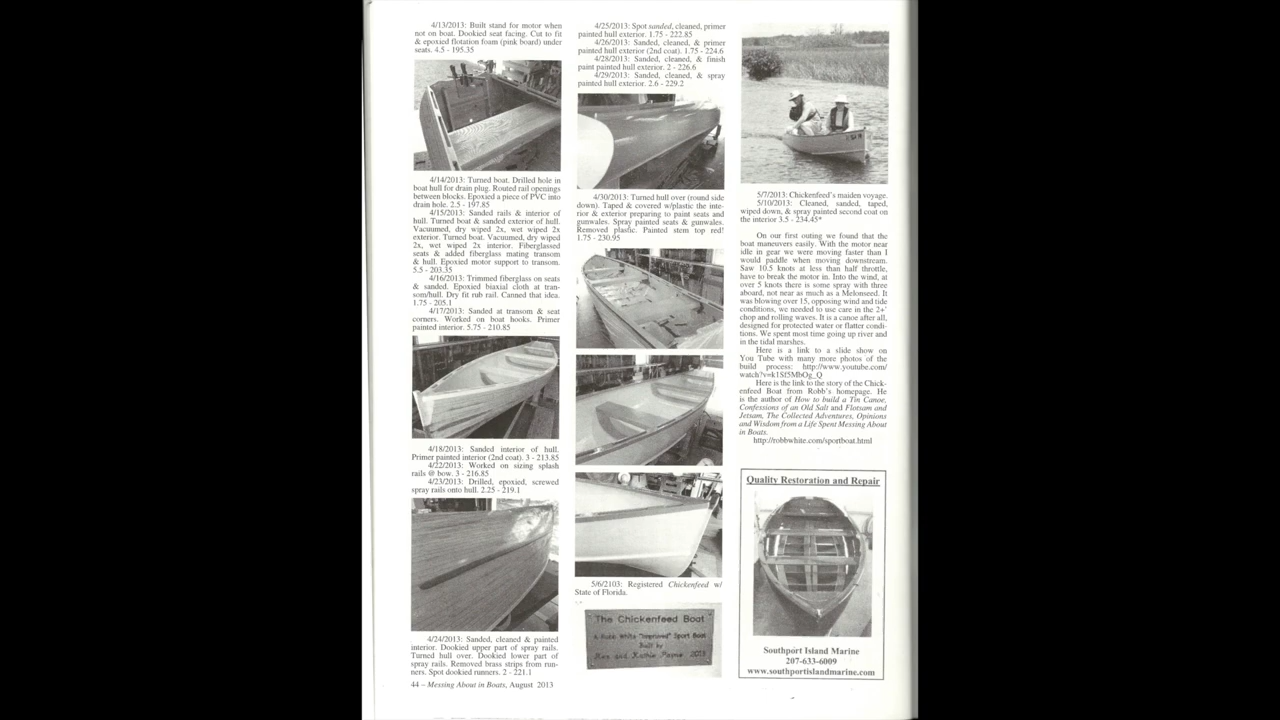 4/13/2013: Built stand for motor when
not on boat. Dookied seat facing. Cut to fit
& epoxied flotation foam (pink board) under
seats. 4.5 - 195.35
4/14/2013: Turned boat. Drilled hole in
boat hull for drain plug. Routed rail openings
between blocks. Epoxied a piece of PVC into
drain hole. 2.5 - 197.85
4/15/2013: Sanded rails & interior of
hull. Turned boat & sanded exterior of hull.
Vacuumed, dry wiped 2x, wet wiped 2x
exterior. Turned boat. Vacuumed, dry wiped
2x, wet wiped 2x interior. Fiberglassed
seats & added fiberglass mating transom
& hull. Epoxied motor support to transom.
5.5 - 203.35
4/16/2013: Trimmed fiberglass on seats
& sanded. Epoxied biaxial cloth at tran-
som/hull. Dry fit rub rail. Canned that idea.
1.75 - 205.1
4/17/2013: Sanded at transom & seat
corners. Worked on boat hooks. Primer
painted interior. 5.75 - 210.85
4/18/2013: Sanded interior of hull.
Primer painted interior (2nd coat). 3 - 213.85
4/22/2013: Worked on sizing splash
rails @ bow. 3 - 216.85
4/23/2013: Drilled, epoxied, screwed
spray rails onto hull. 2.25 - 219.1
4/24/2013: Sanded, cleaned & painted
interior. Dookied upper part of spray rails.
Turned hull over. Dookied lower part of
spray rails. Removed brass strips from run-
ners. Spot dookied runners. 2 - 221.1
44 – Messing About in Boats, August 2013
4/25/2013: Spot sanded, cleaned, primer
painted hull exterior. 1.75 - 222.85
4/26/2013: Sanded, cleaned, & primer
painted hull exterior (2nd coat). 1.75 - 224.6
4/28/2013: Sanded, cleaned, & finish
paint painted hull exterior. 2 - 226.6
4/29/2013: Sanded, cleaned, & spray
painted hull exterior. 2.6 - 229.2
4/30/2013: Turned hull over (round side
down). Taped & covered w/plastic the inte-
rior & exterior preparing to paint seats and
gunwales. Spray painted seats & gunwales.
Removed plastic. Painted stem top red!
1.75 - 230.95
5/6/2103: Registered Chickenfeed w/
State of Florida.
The Chickenfeed Boat
A Robb White "Improved" Sport Boat
Built by
and Kathie Payne 2013
5/7/2013: Chickenfeed's maiden voyage.
5/10/2013: Cleaned, sanded, taped,
wiped down, & spray painted second coat on
the interior 3.5 - 234.45*
On our first outing we found that the
boat maneuvers easily. With the motor near
idle in gear we were moving faster than I
would paddle when moving downstream.
Saw 10.5 knots at less than half throttle,
have to break the motor in. Into the wind, at
over 5 knots there is some spray with three
aboard, not near as much as a Melonseed. It
was blowing over 15, opposing wind and tide
conditions, we needed to use care in the 2+'
chop and rolling waves. It is a canoe after all,
designed for protected water or flatter condi-
tions. We spent most time going up river and
in the tidal marshes.
Here is a link to a slide show on
You Tube with many more photos of the
build process: http://www.youtube.com/
watch?v=k1Sf5MbOg_Q
Here is the link to the story of the Chick-
enfeed Boat from Robb's homepage. He
is the author of How to build a Tin Canoe,
Confessions of an Old Salt and Flotsam and
Jetsam, The Collected Adventures, Opinions
and Wisdom from a Life Spent Messing About
in Boats.
http://robbwhite.com/sportboat.html
Quality Restoration and Repair
Southport Island Marine
207-633-6009
www.southportislandmarine.com